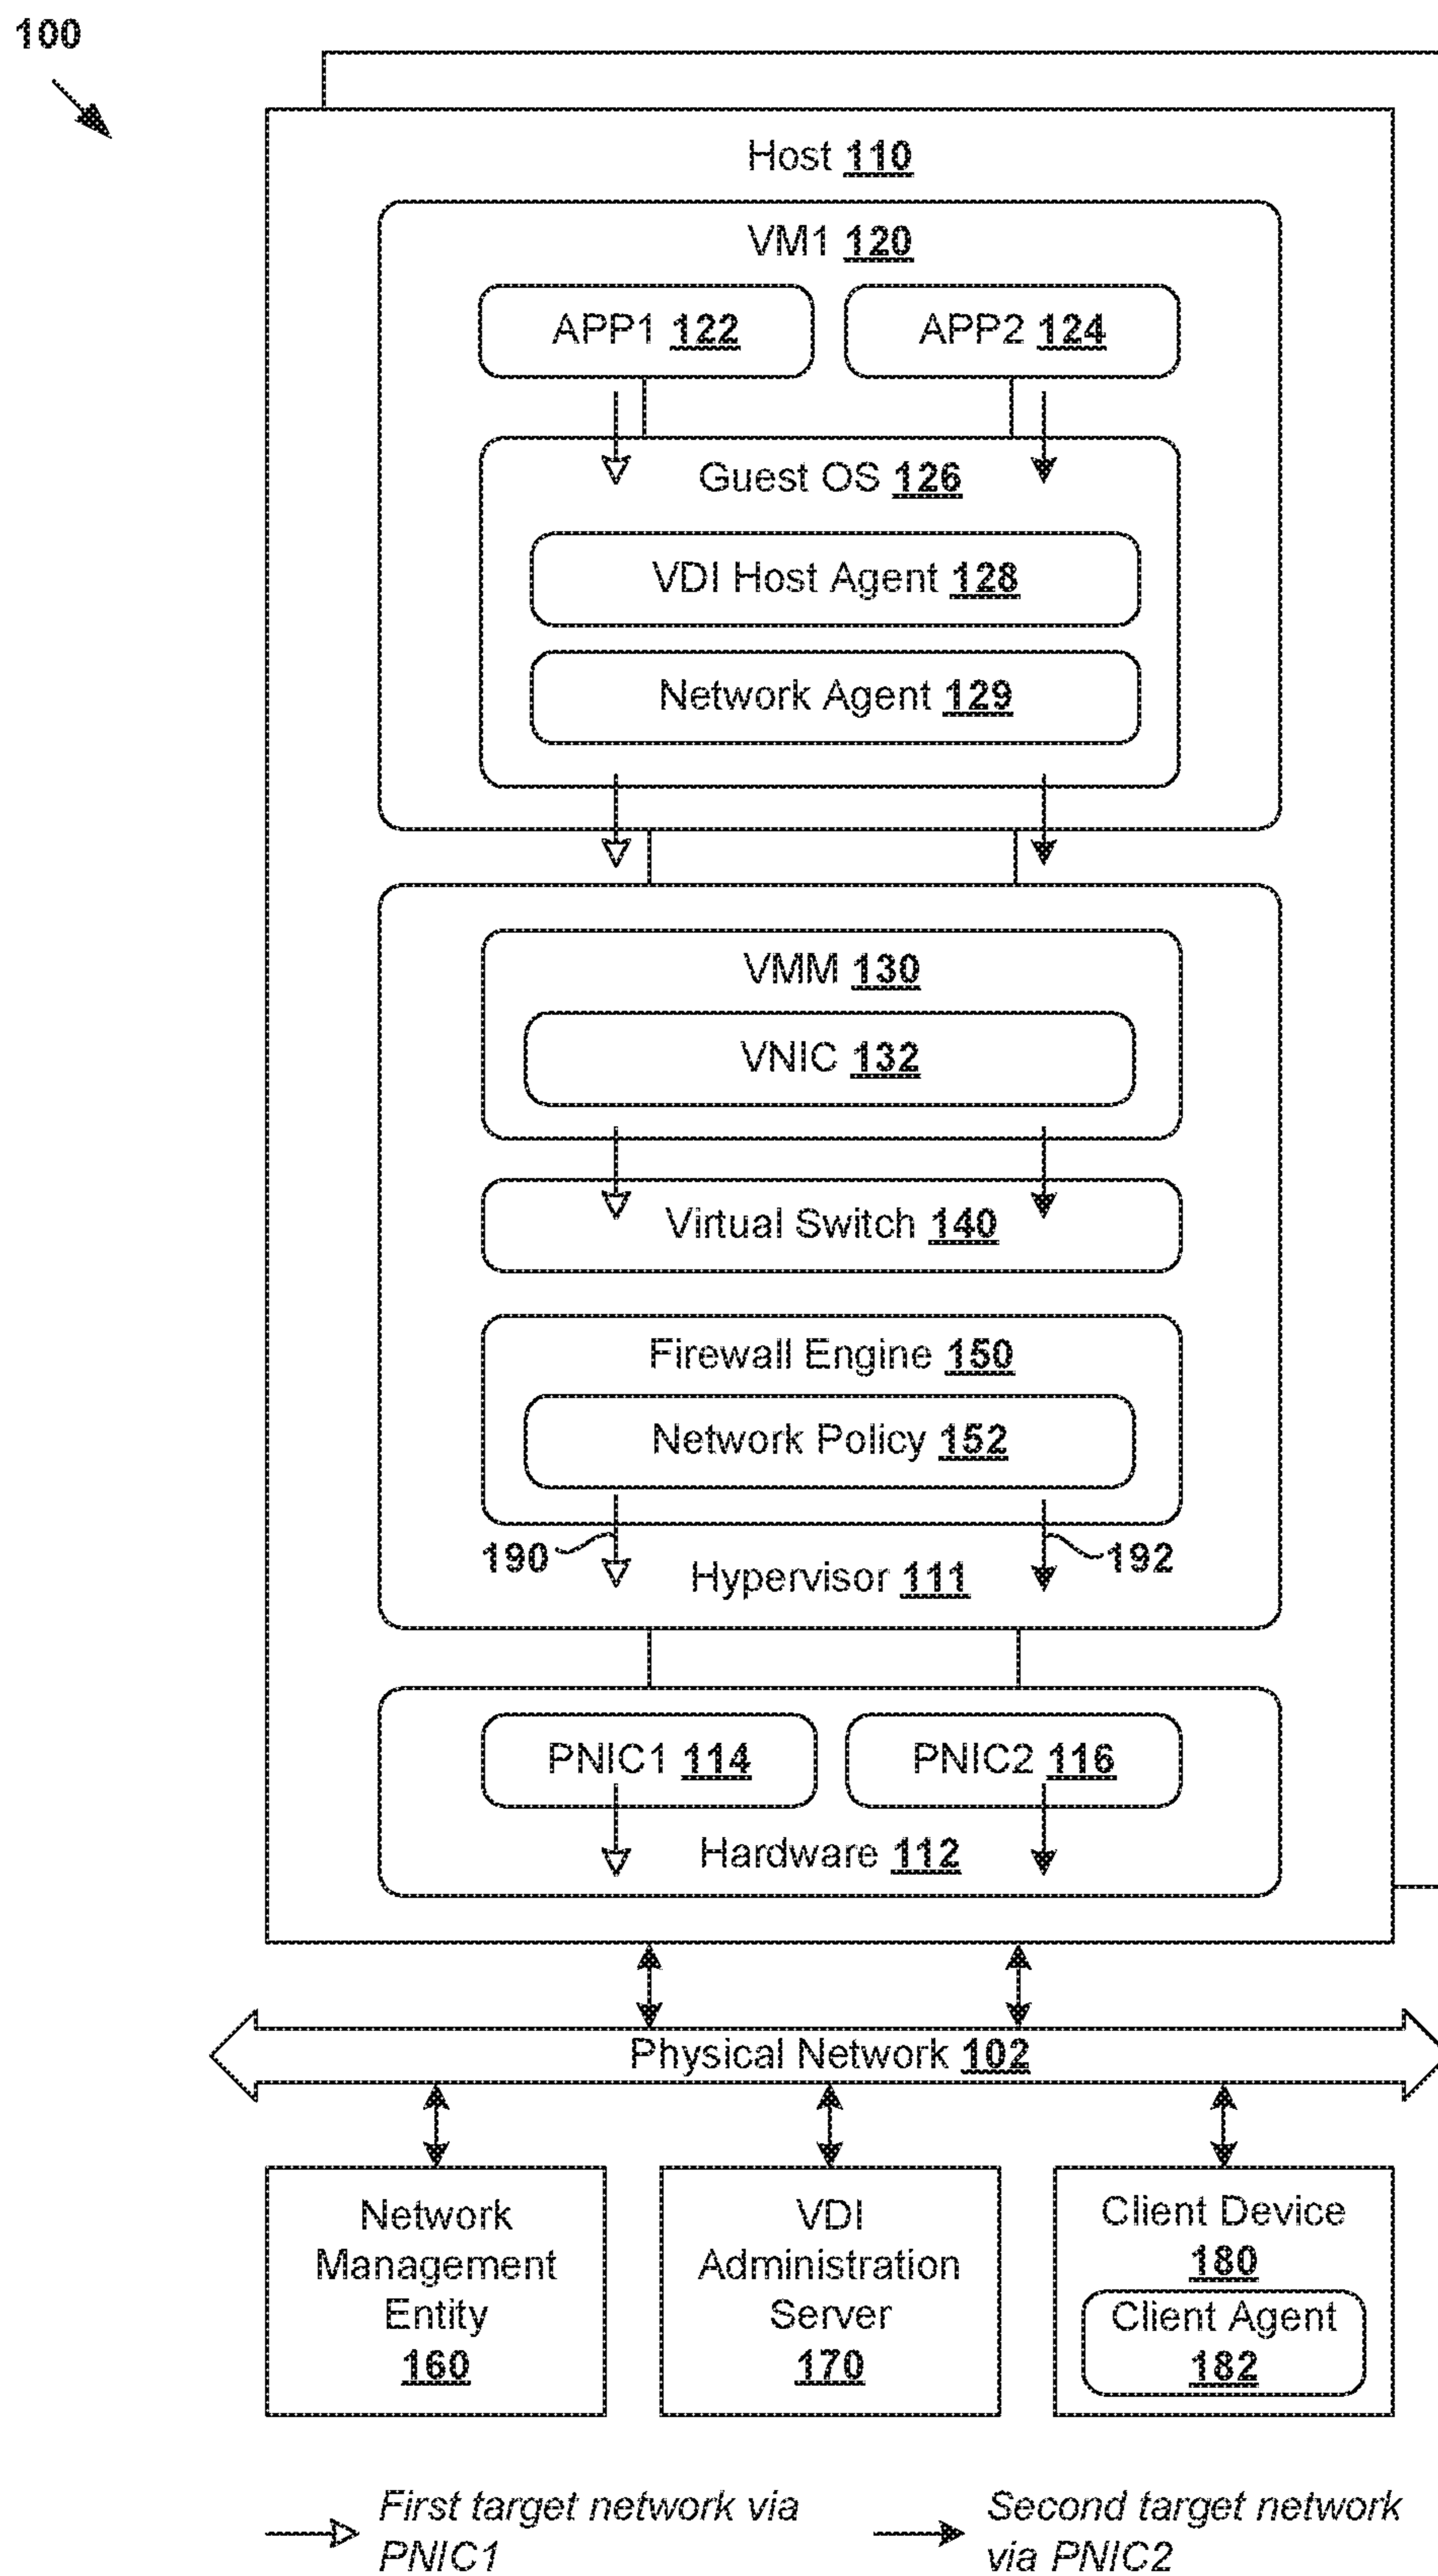 100
Host 110
VM1 120
APP1 122
APP2 124
Guest OS 126
VDI Host Agent 128
Network Agent 129
VMM 130
VNIC 132
Virtual Switch 140
Firewall Engine 150
Network Policy 152
190
192
Hypervisor 111
PNIC1 114
PNIC2 116
Hardware 112
Physical Network 102
Network
Management
Entity
160
VDI
Administration
Server
170
Client Device
180
Client Agent
182
First target network via
PNIC1
Second target network
via PNIC2